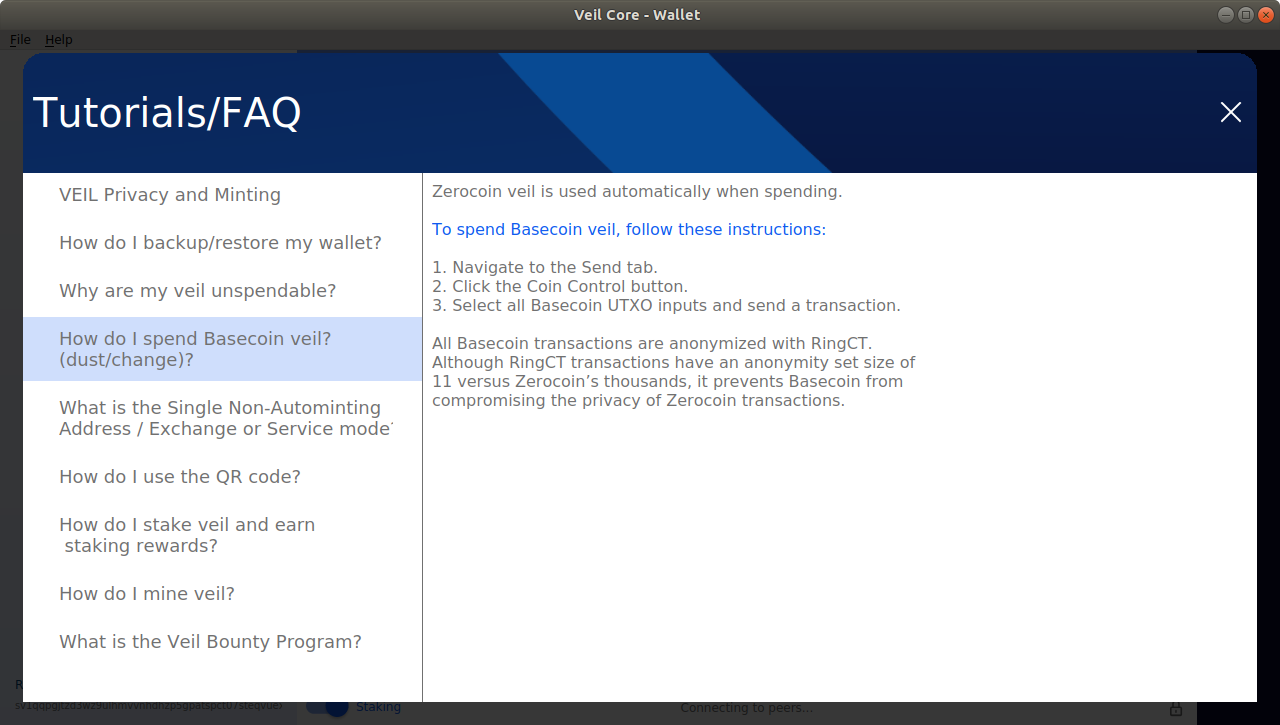 Veil Core - Wallet
File Help
Tutorials/FAQ
VEIL Privacy and Minting
How do I backup/restore my wallet?
Why are my veil unspendable?
How do I spend Basecoin veil?
(dust/change)?
What is the Single Non-Autominting
Address / Exchange or Service mode?
How do I use the QR code?
How do I stake veil and earn
staking rewards?
How do I mine veil?
What is the Veil Bounty Program?
Zerocoin veil is used automatically when spending.
To spend Basecoin veil, follow these instructions:
1. Navigate to the Send tab.
2. Click the Coin Control button.
3. Select all Basecoin UTXO inputs and send a transaction.
All Basecoin transactions are anonymized with RingCT.
Although RingCT transactions have an anonymity set size of
11 versus Zerocoin’s thousands, it prevents Basecoin from
compromising the privacy of Zerocoin transactions.
Staking
Connecting to peers...